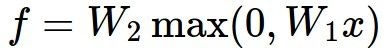 f = W₂ max(0, W₁x)